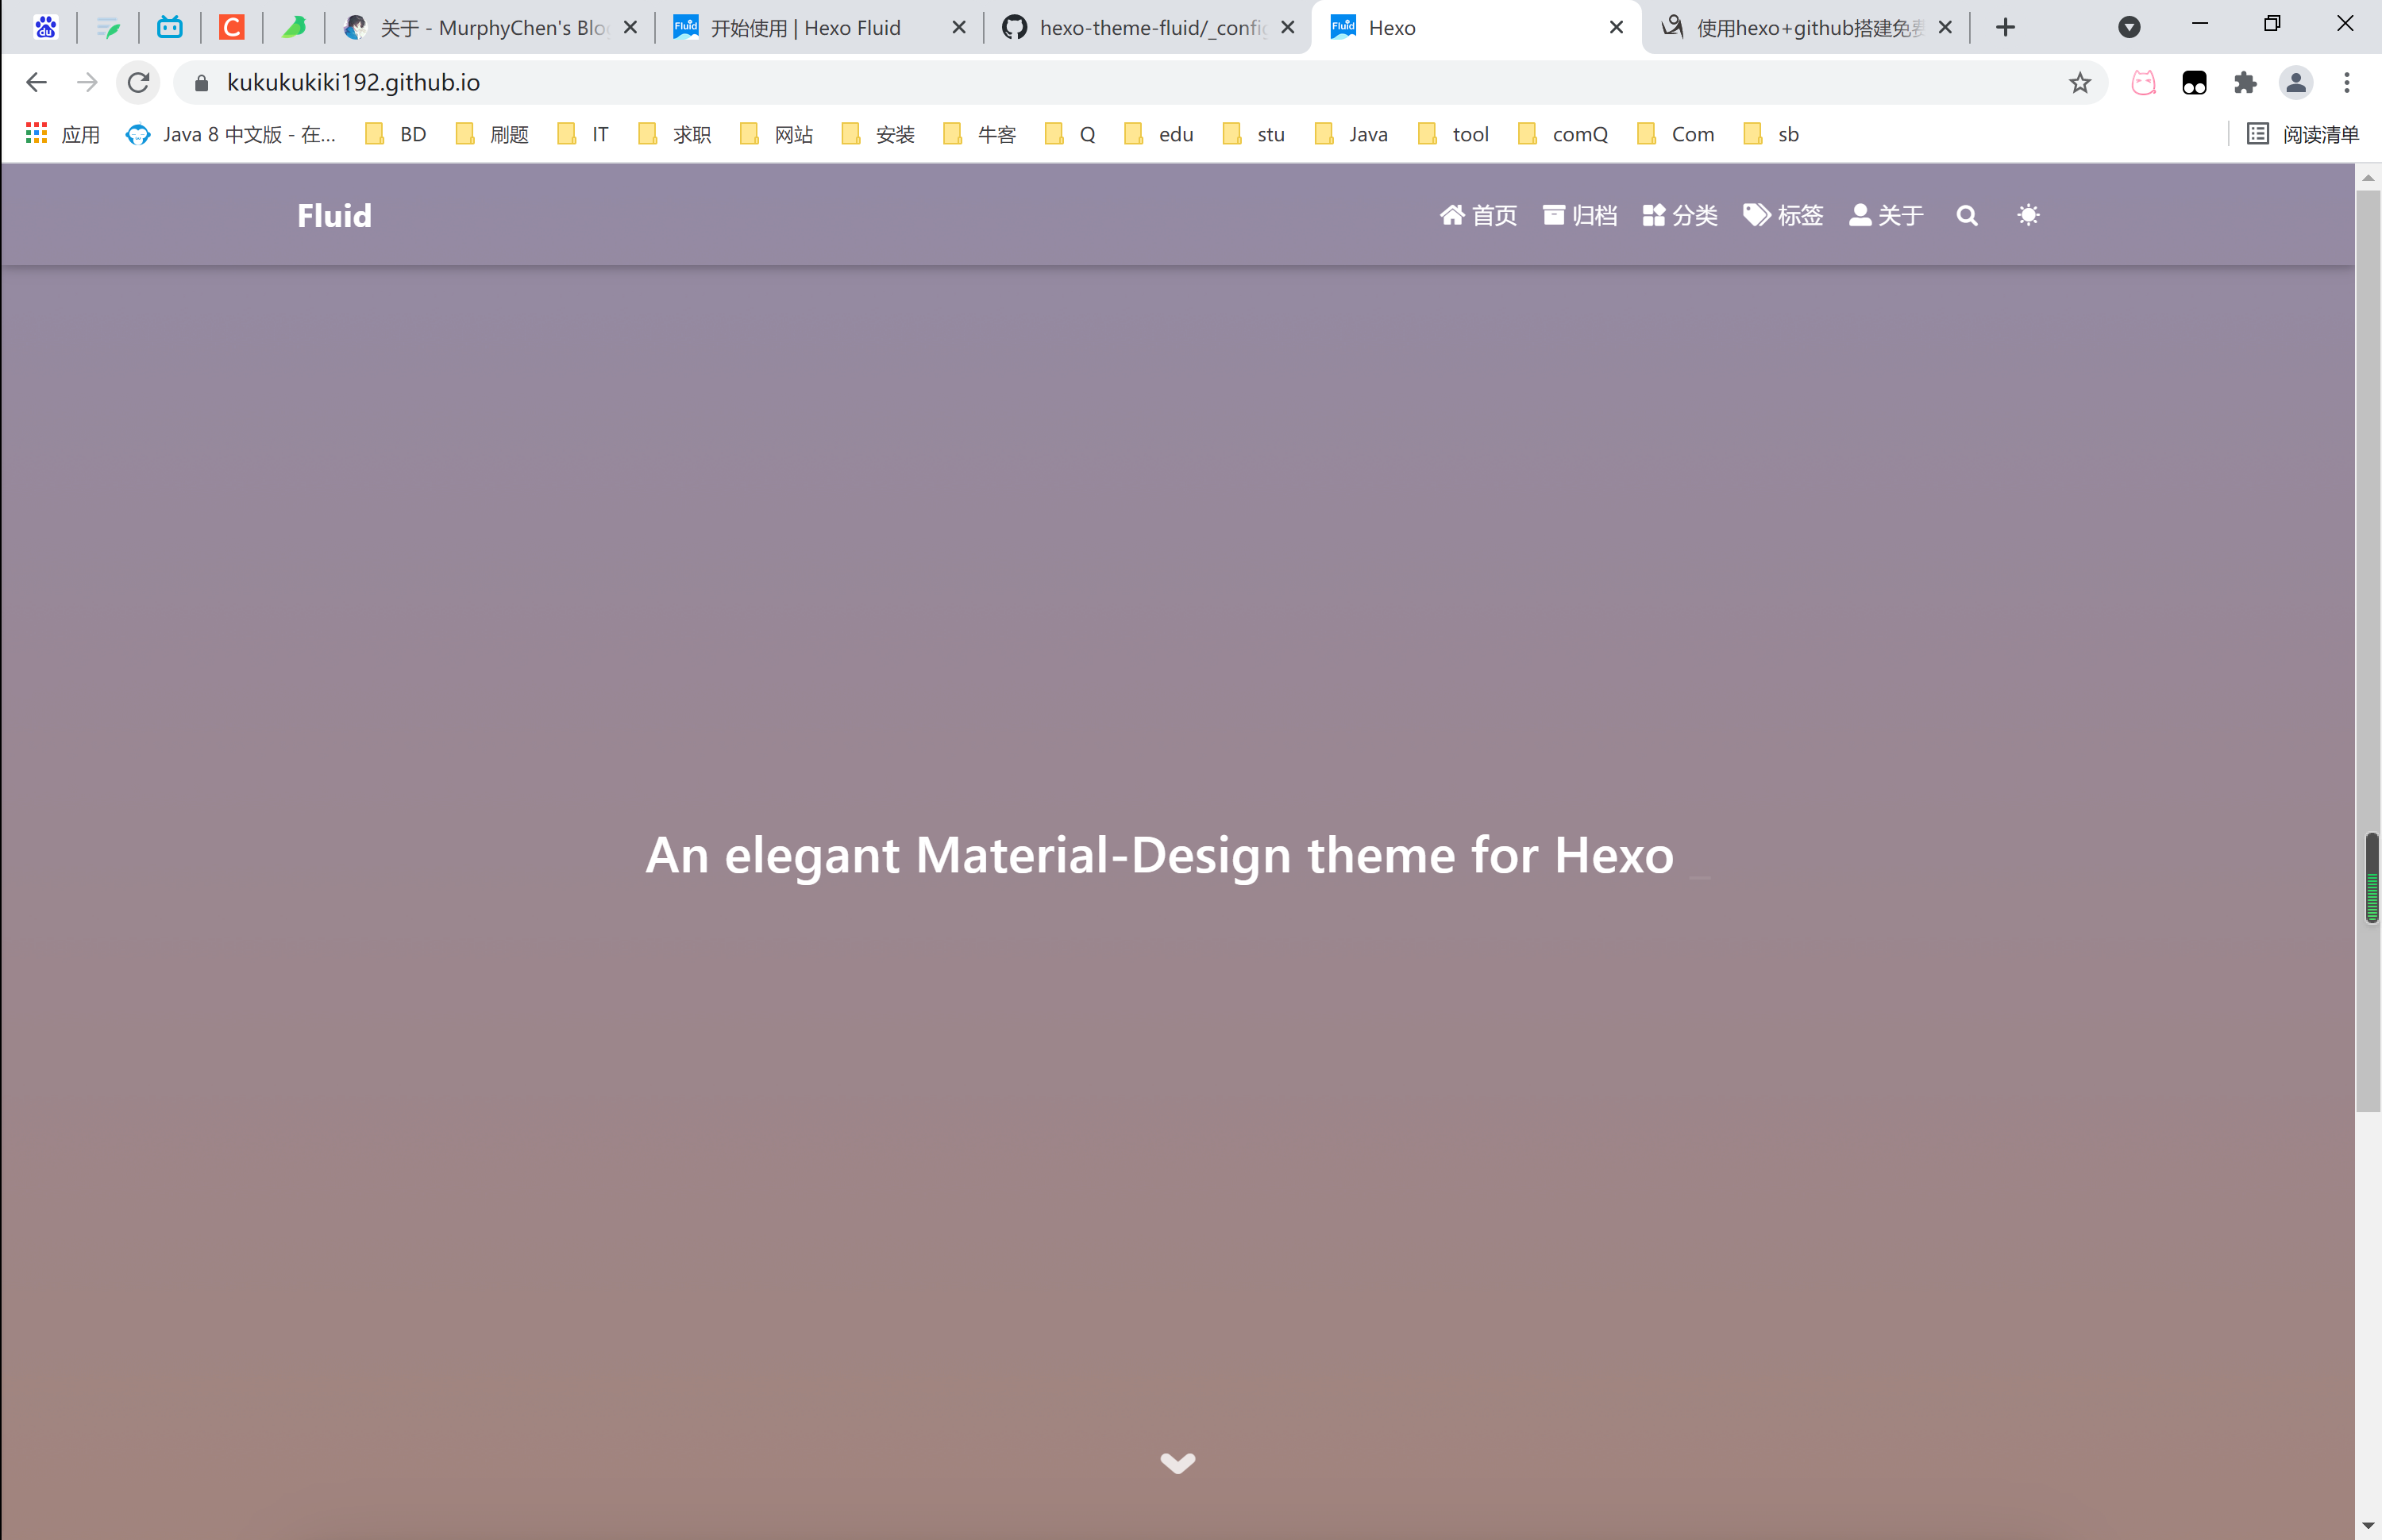 关于 - MurphyChen's Blo
开始使用 | Hexo Fluid
hexo-theme-fluid/_config
Hexo
使用hexo+github搭建免费
kukukukiki192.github.io
应用 Java 8 中文版 - 在... BD 刷题 IT 求职 网站 安装 牛客 Q edu stu Java tool comQ Com sb 阅读清单
Fluid 首页 归档 分类 标签 关于
An elegant Material-Design theme for Hexo _